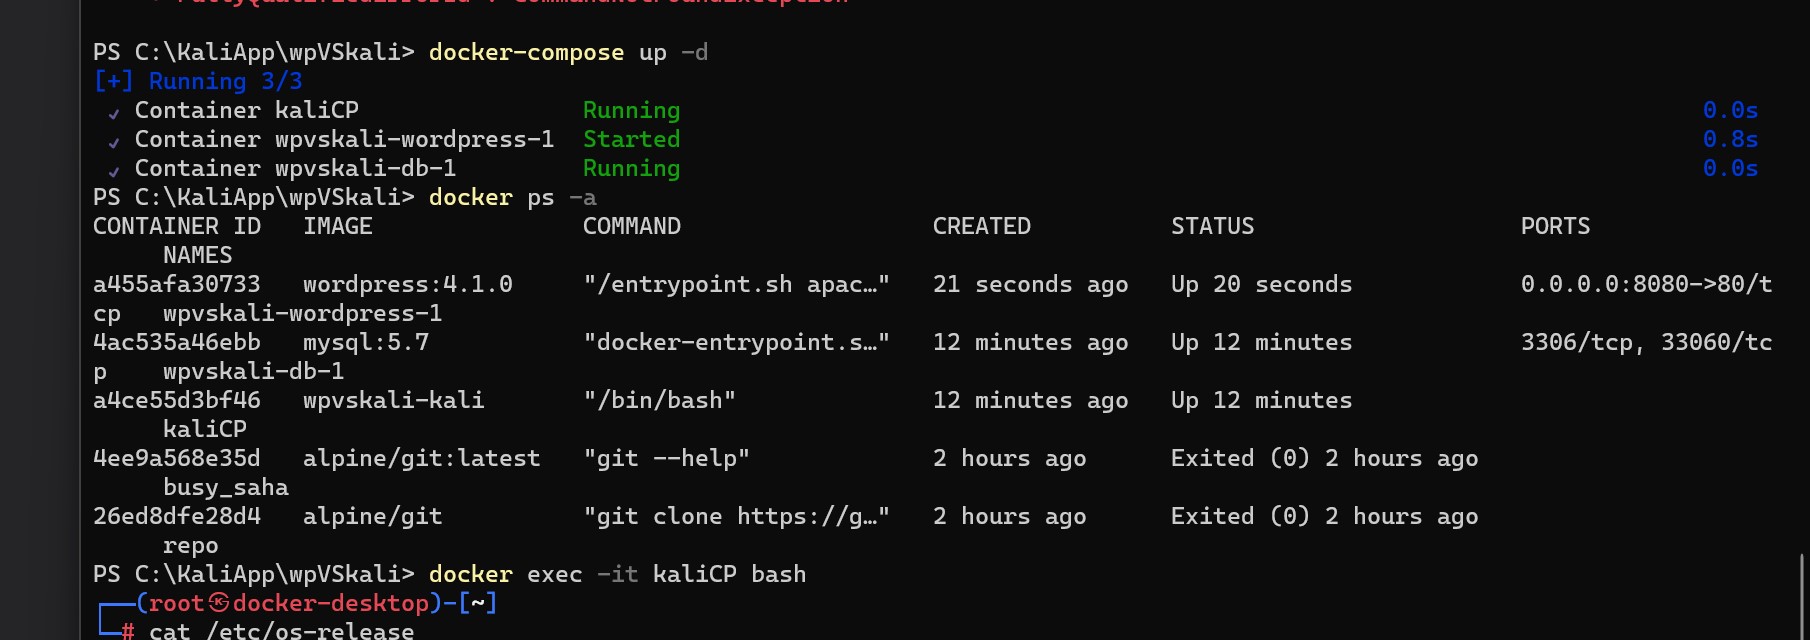 PS C:\KaliApp\wpVSkali> docker-compose up -d
[+] Running 3/3
✓ Container kaliCP Running 0.0s
✓ Container wpvskali-wordpress-1 Started 0.8s
✓ Container wpvskali-db-1 Running 0.0s
PS C:\KaliApp\wpVSkali> docker ps -a
CONTAINER ID IMAGE COMMAND CREATED STATUS PORTS
NAMES
a455afa30733 wordpress:4.1.0 "/entrypoint.sh apac…" 21 seconds ago Up 20 seconds 0.0.0.0:8080->80/t
cp wpvskali-wordpress-1
4ac535a46ebb mysql:5.7 "docker-entrypoint.s…" 12 minutes ago Up 12 minutes 3306/tcp, 33060/tc
p wpvskali-db-1
a4ce55d3bf46 wpvskali-kali "/bin/bash" 12 minutes ago Up 12 minutes
kaliCP
4ee9a568e35d alpine/git:latest "git --help" 2 hours ago Exited (0) 2 hours ago
busy_saha
26ed8dfe28d4 alpine/git "git clone https://g…" 2 hours ago Exited (0) 2 hours ago
repo
PS C:\KaliApp\wpVSkali> docker exec -it kaliCP bash
┌──(root㉿docker-desktop)-[~]
└─# cat /etc/os-release